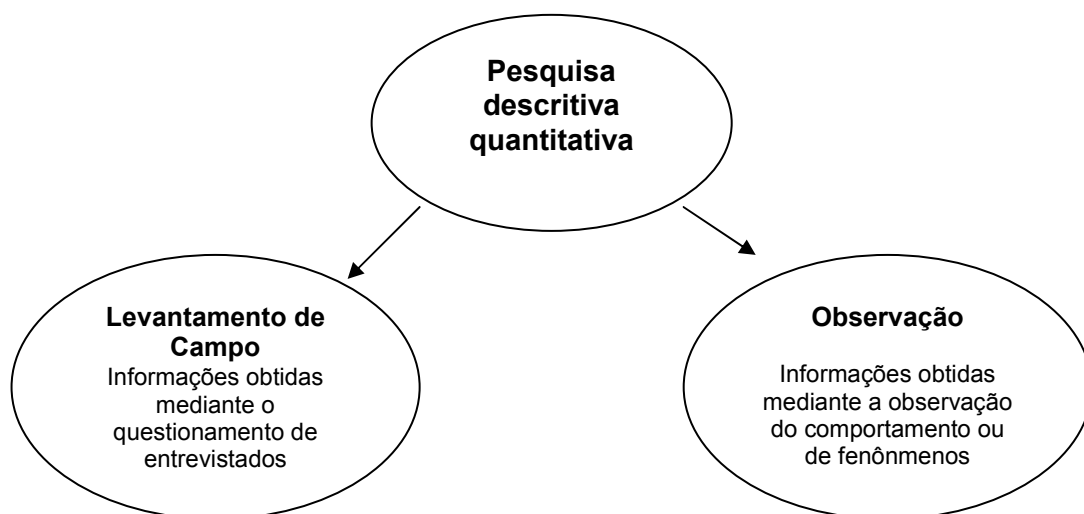 Pesquisa
descritiva
quantitativa
Levantamento de
Campo
Informações obtidas
mediante o
questionamento de
entrevistados
Observação
Informações obtidas
mediante a observação
do comportamento ou
de fenônmenos